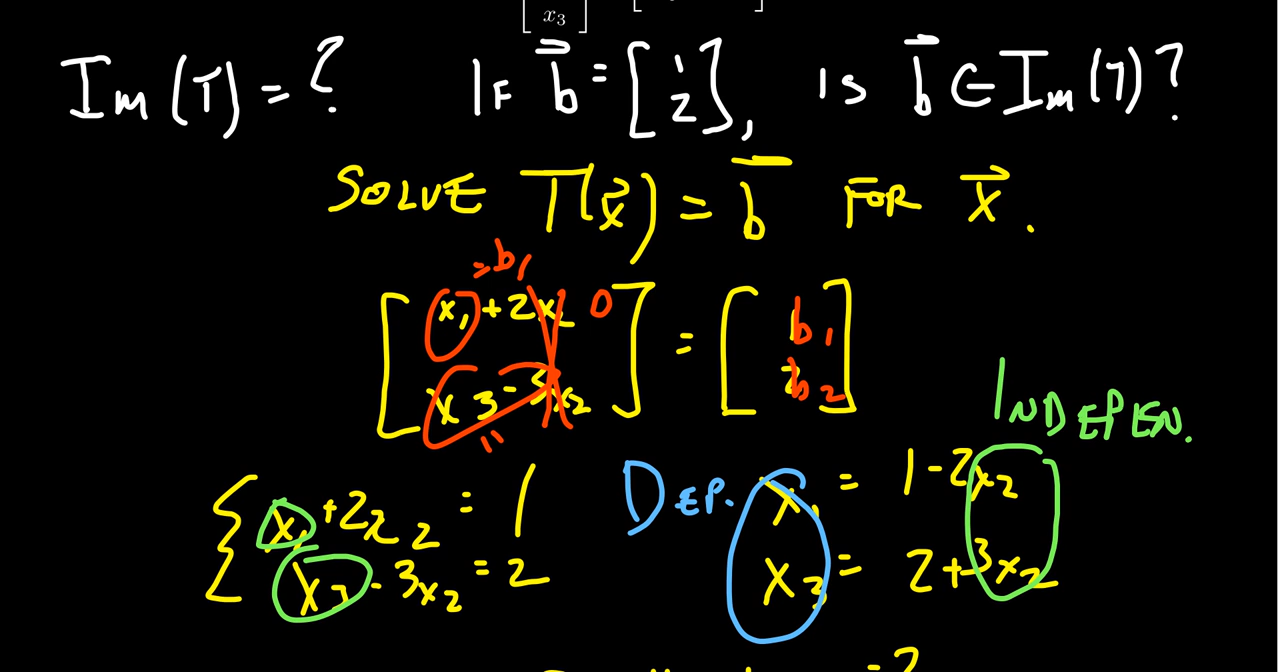 x₃
Im(T) = ? IF b⃗ = [1 2], IS b⃗ ∈ Im(T)?
SOLVE T(x⃗) = b⃗ FOR x⃗.
= b₁
[x₁ + 2x₂ 0] = [b₁]
[x₃ - 3x₂] = [b₂]
INDEPEN.
{ x₁ + 2x₂ = 1 DEP. x₁ = 1 - 2x₂
x₃ - 3x₂ = 2 x₃ = 2 + 3x₂
= ?